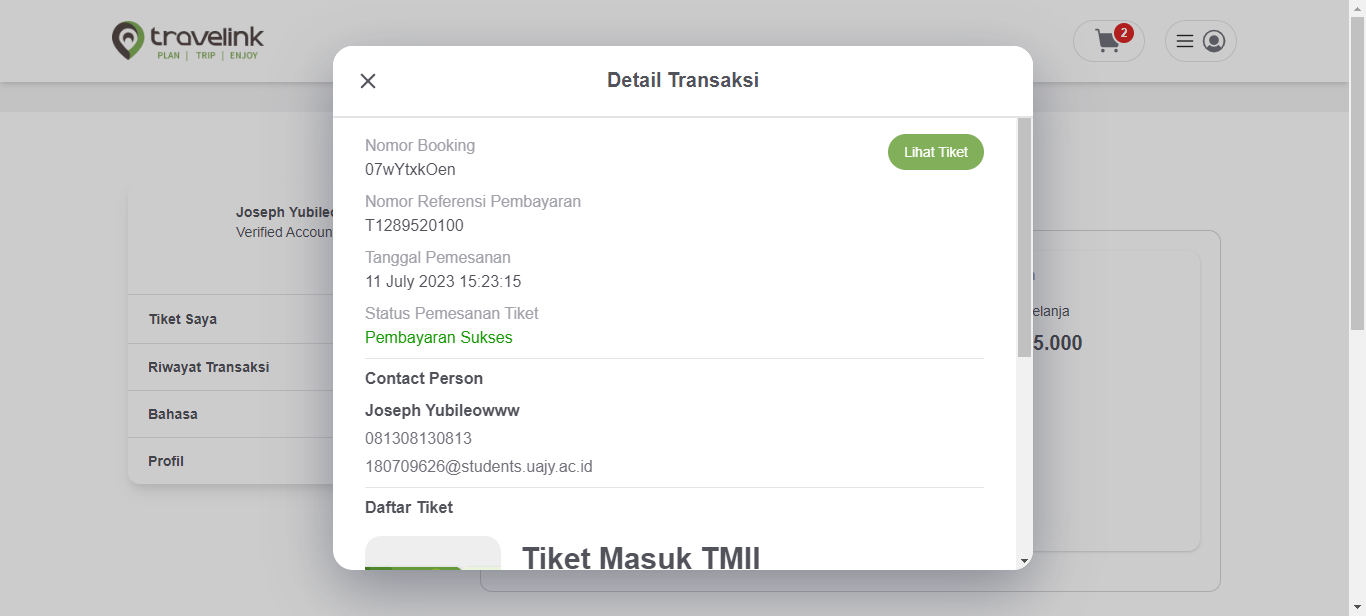 travelink
PLAN | TRIP | ENJOY
2
Detail Transaksi
Nomor Booking
07wYtxkOen
Lihat Tiket
Nomor Referensi Pembayaran
T1289520100
Tanggal Pemesanan
11 July 2023 15:23:15
Status Pemesanan Tiket
Pembayaran Sukses
Contact Person
Joseph Yubileowww
081308130813
180709626@students.uajy.ac.id
Daftar Tiket
Tiket Masuk TMII
Joseph Yubileo
Verified Accoun
Tiket Saya
Riwayat Transaksi
Bahasa
Profil
elanja
5.000